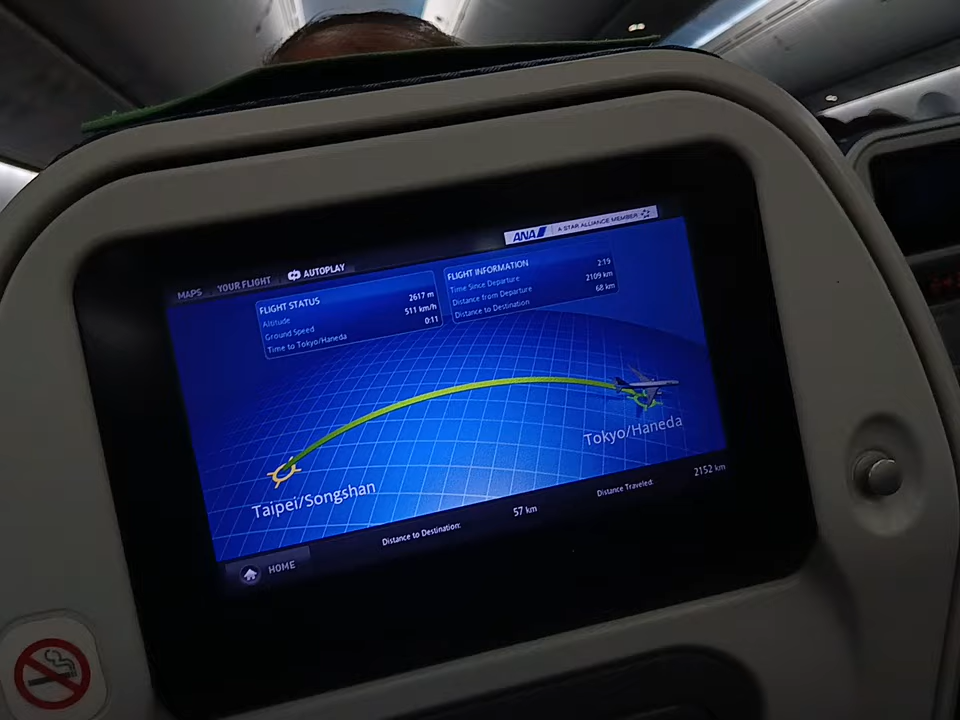 ANA A STAR ALLIANCE MEMBER
MAPS YOUR FLIGHT AUTOPLAY
FLIGHT STATUS
Altitude 2617 m
Ground Speed 511 km/h
Time to Tokyo/Haneda 0:11
FLIGHT INFORMATION
Time Since Departure 2:19
Distance from Departure 2109 km
Distance to Destination 68 km
Tokyo/Haneda
Taipei/Songshan
Distance to Destination: 57 km Distance Traveled: 2152 km
HOME